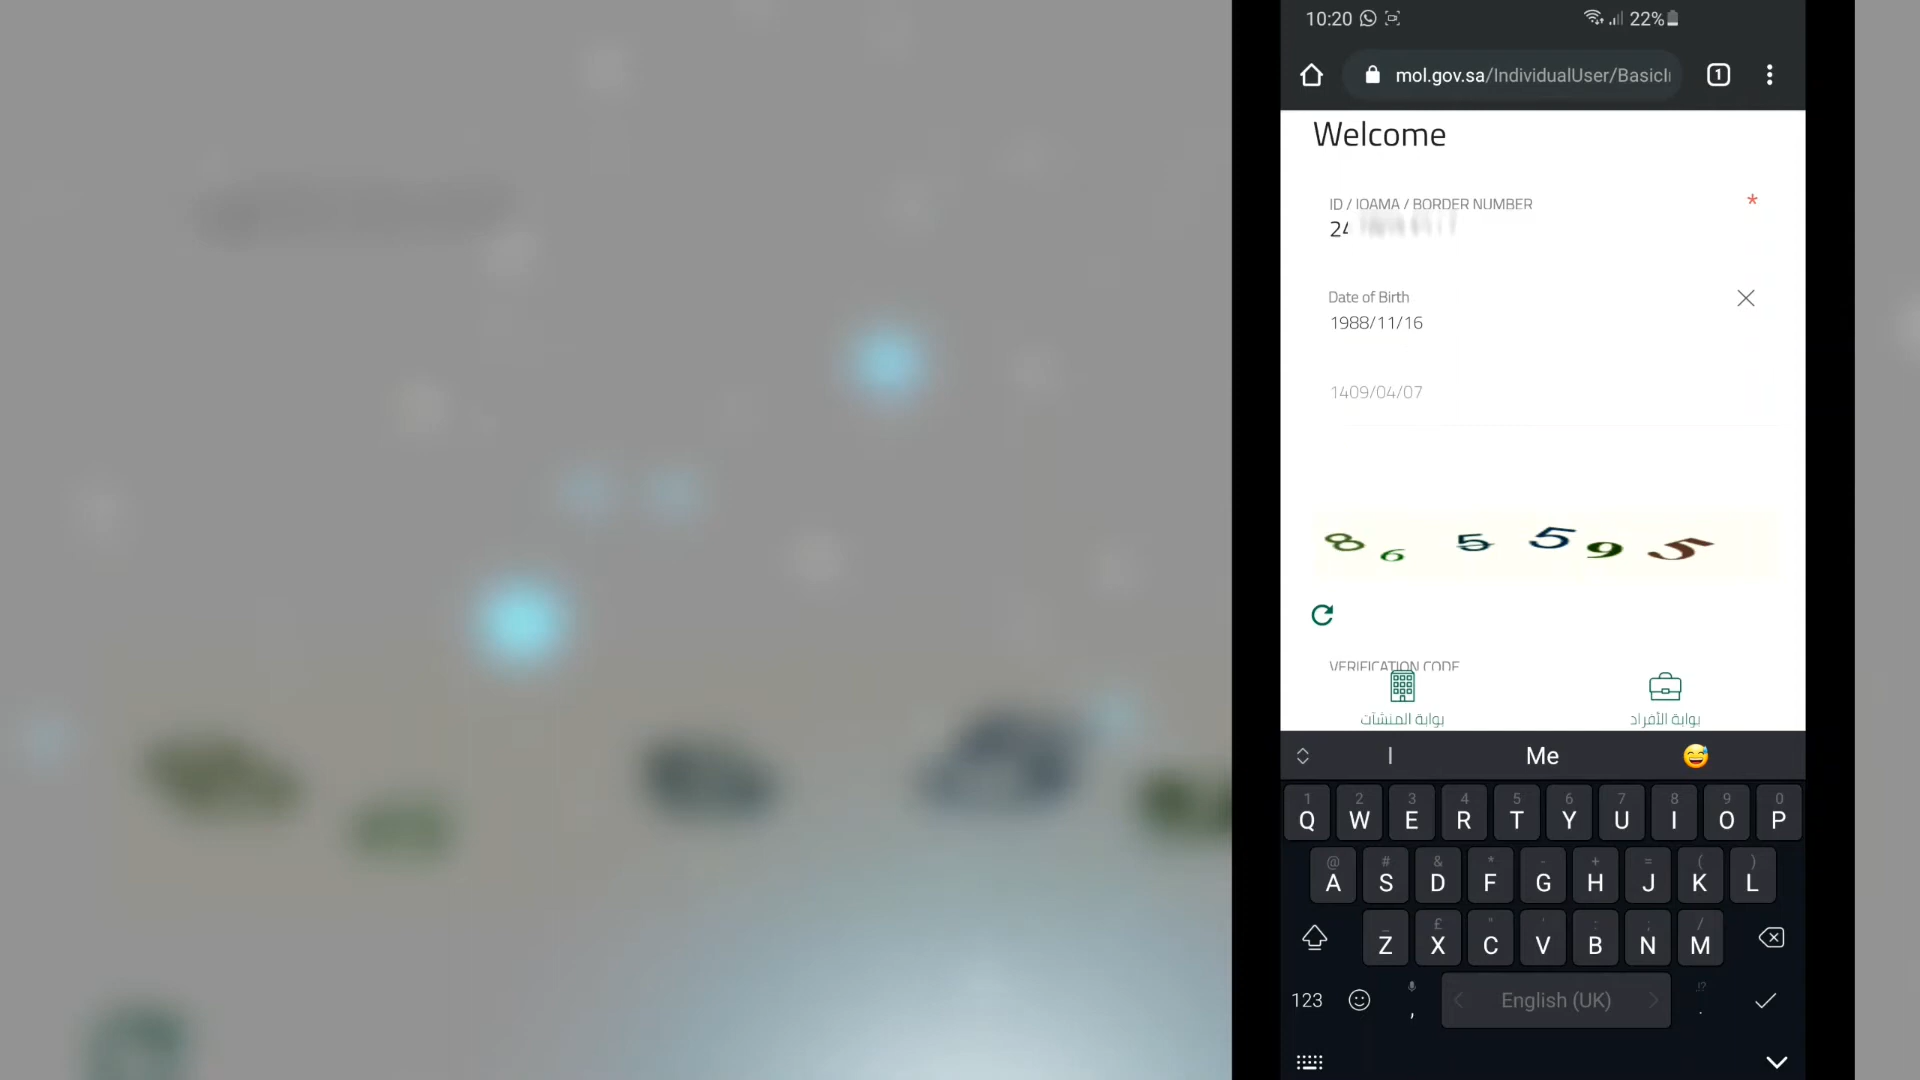 10:20 22%
mol.gov.sa/IndividualUser/BasicI
1
Welcome
ID / IQAMA / BORDER NUMBER *
24
Date of Birth
1988/11/16
1409/04/07
8 6 5 5 9 5
VERIFICATION CODE
بوابة المنشآت بوابة الأفراد
I Me 😅
1 2 3 4 5 6 7 8 9 0
Q W E R T Y U I O P
@ # & * - + = ( )
A S D F G H J K L
_ £ " ' : ; /
Z X C V B N M
123 , English (UK) !? .